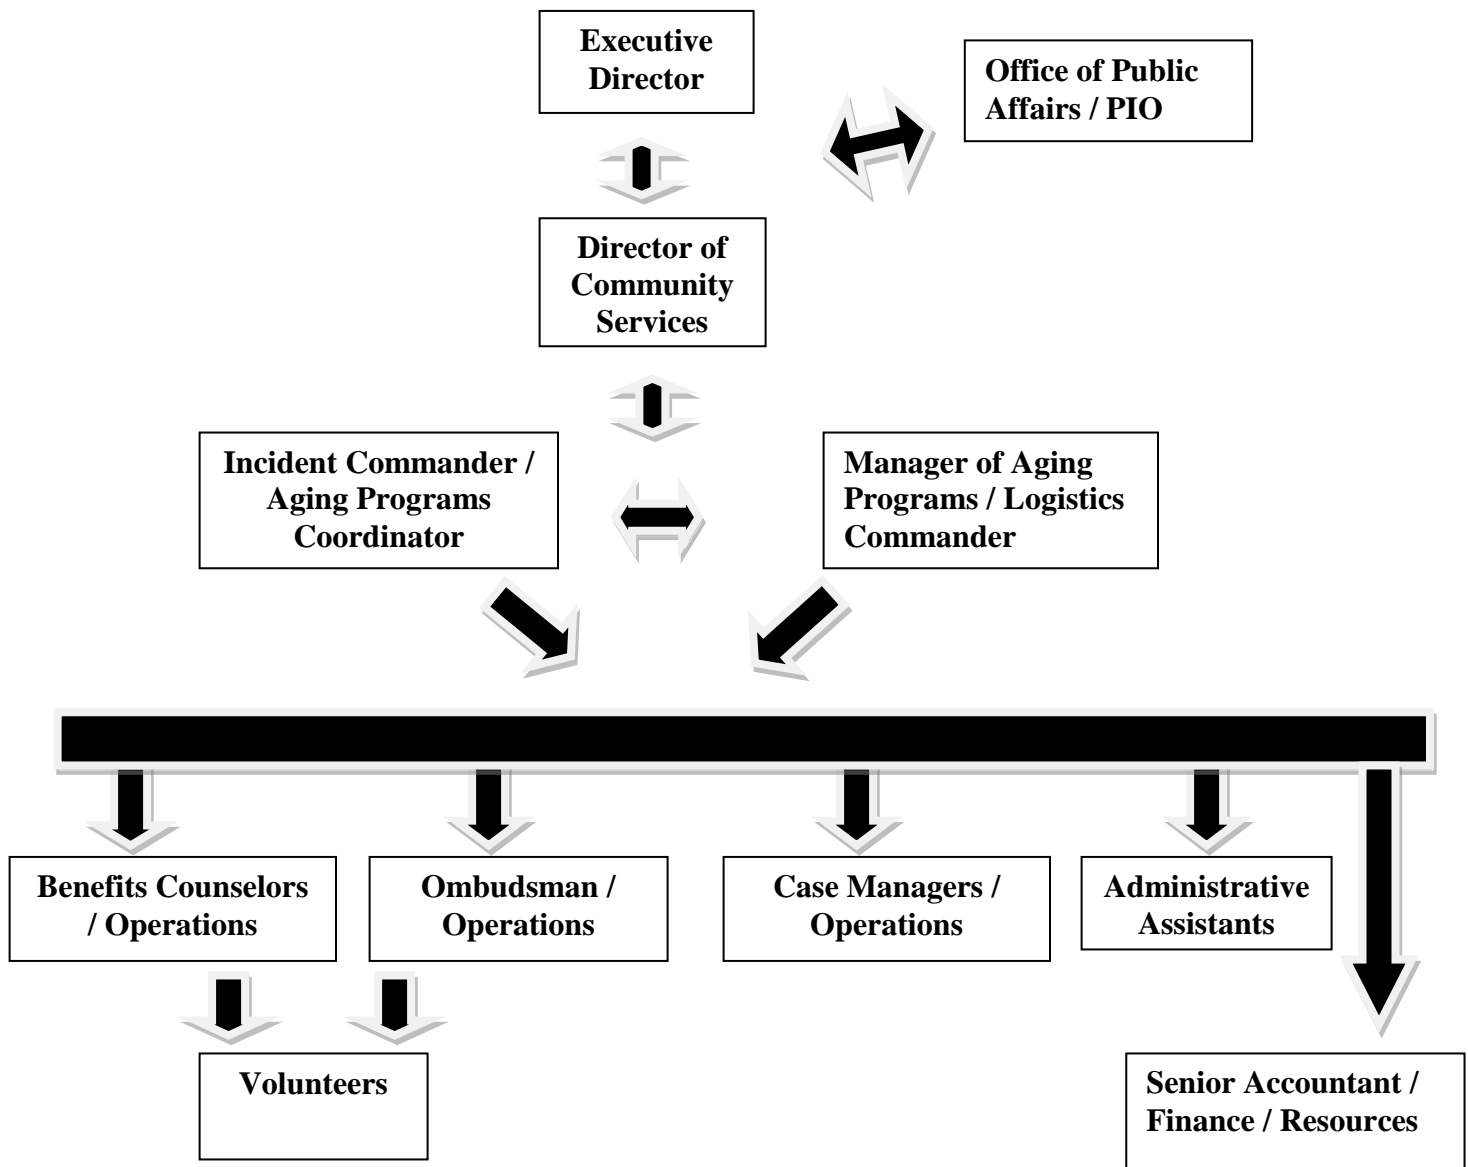 Executive
Director
Office of Public
Affairs / PIO
Director of
Community
Services
Incident Commander /
Aging Programs
Coordinator
Manager of Aging
Programs / Logistics
Commander
Benefits Counselors
/ Operations
Ombudsman /
Operations
Case Managers /
Operations
Administrative
Assistants
Volunteers
Senior Accountant /
Finance / Resources